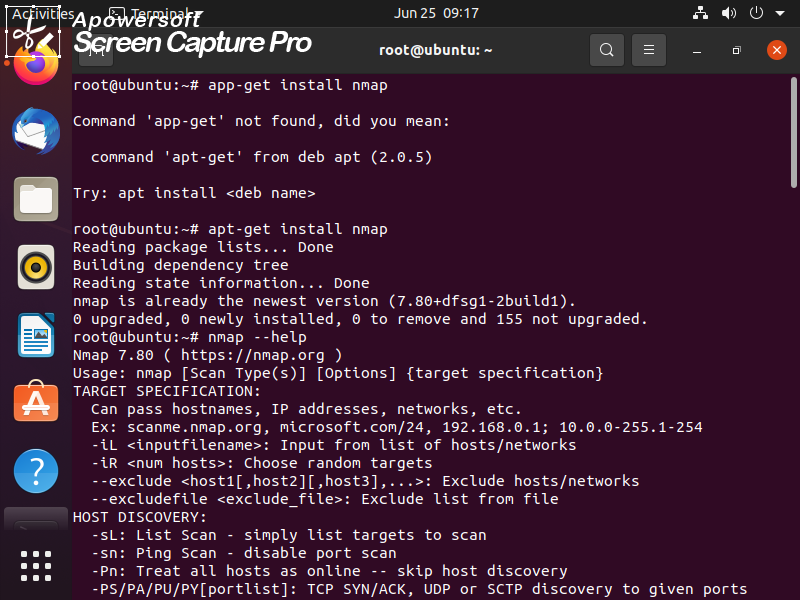 Activities Terminal Jun 25 09:17
Apowersoft
Screen Capture Pro
root@ubuntu: ~
root@ubuntu:~# app-get install nmap
Command 'app-get' not found, did you mean:
command 'apt-get' from deb apt (2.0.5)
Try: apt install <deb name>
root@ubuntu:~# apt-get install nmap
Reading package lists... Done
Building dependency tree
Reading state information... Done
nmap is already the newest version (7.80+dfsg1-2build1).
0 upgraded, 0 newly installed, 0 to remove and 155 not upgraded.
root@ubuntu:~# nmap --help
Nmap 7.80 ( https://nmap.org )
Usage: nmap [Scan Type(s)] [Options] {target specification}
TARGET SPECIFICATION:
Can pass hostnames, IP addresses, networks, etc.
Ex: scanme.nmap.org, microsoft.com/24, 192.168.0.1; 10.0.0-255.1-254
-iL <inputfilename>: Input from list of hosts/networks
-iR <num hosts>: Choose random targets
--exclude <host1[,host2][,host3],...>: Exclude hosts/networks
--excludefile <exclude_file>: Exclude list from file
HOST DISCOVERY:
-sL: List Scan - simply list targets to scan
-sn: Ping Scan - disable port scan
-Pn: Treat all hosts as online -- skip host discovery
-PS/PA/PU/PY[portlist]: TCP SYN/ACK, UDP or SCTP discovery to given ports